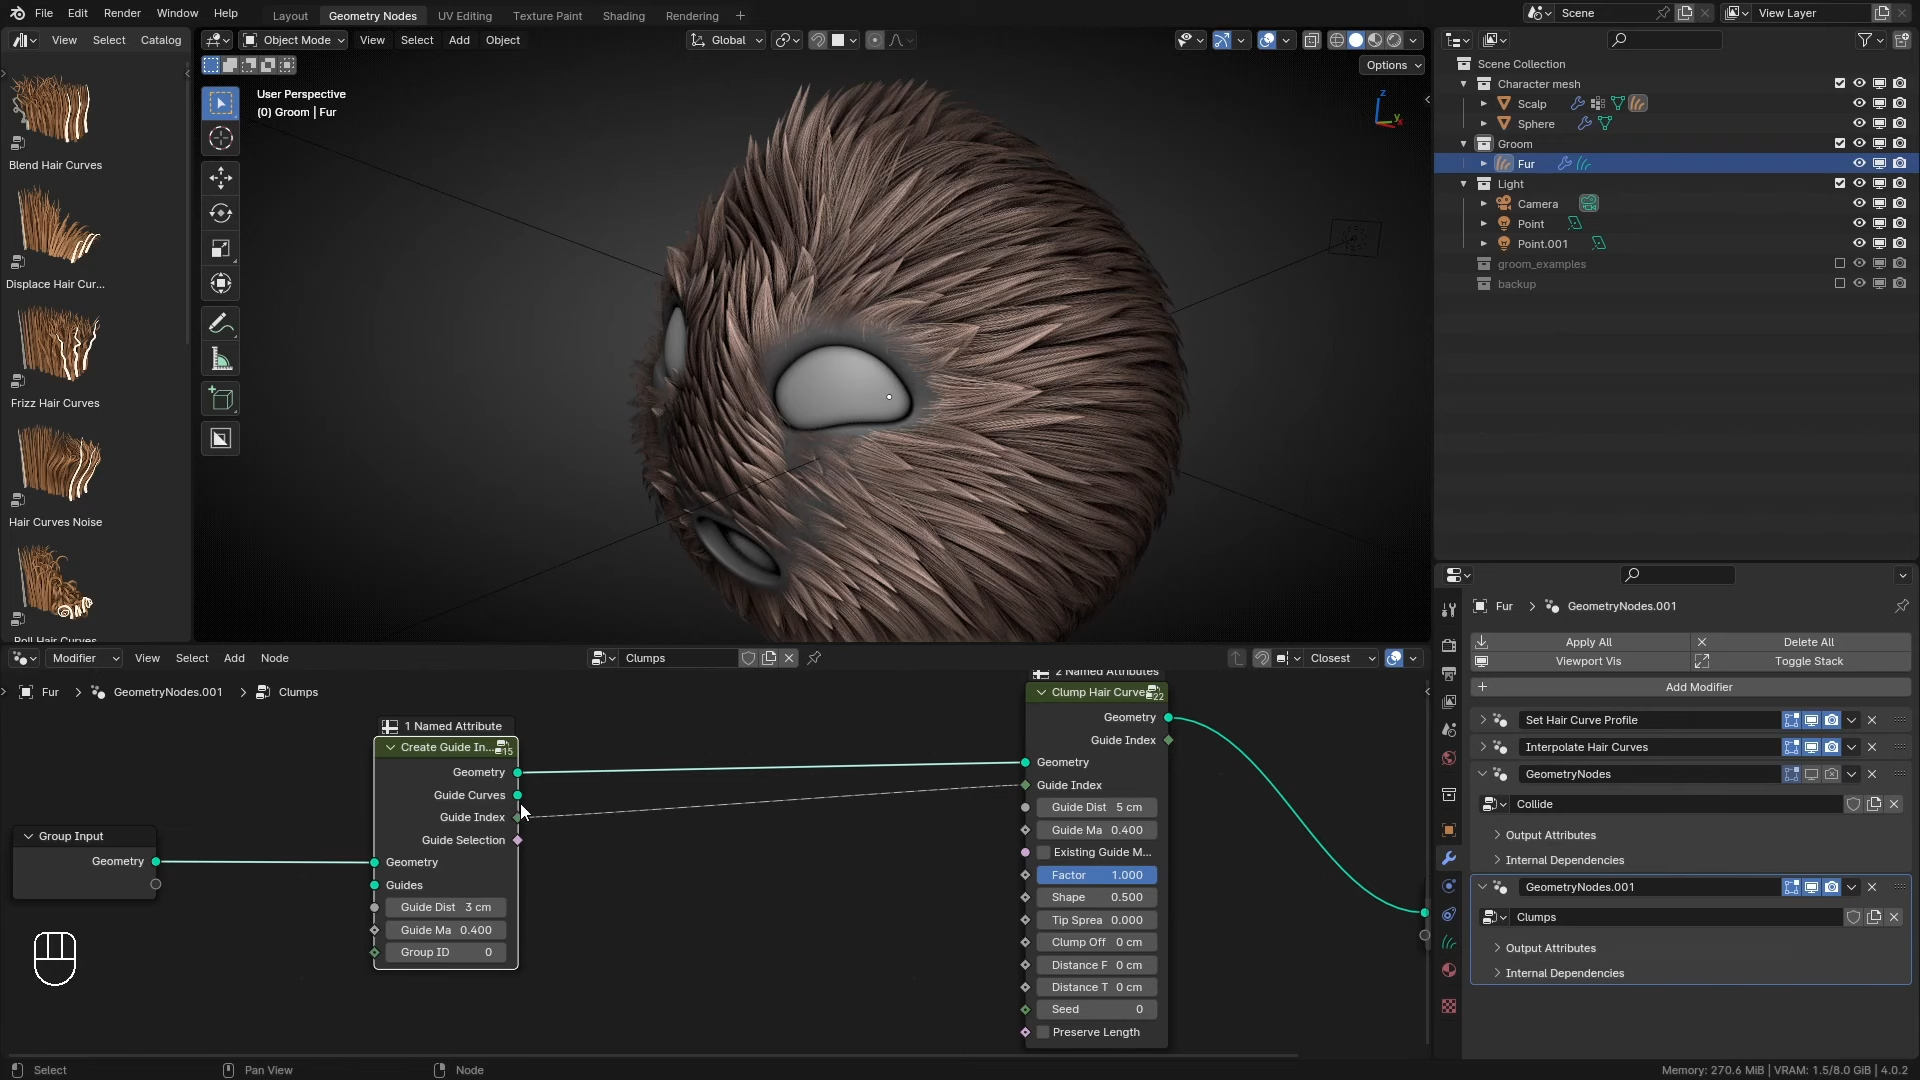 File Edit Render Window Help
Layout Geometry Nodes UV Editing Texture Paint Shading Rendering +
Scene View Layer
View Select Catalog
Object Mode View Select Add Object
Global
Options
User Perspective
(0) Groom | Fur
Z
Y
Blend Hair Curves
Displace Hair Cur...
Frizz Hair Curves
Hair Curves Noise
Roll Hair Curves
Scene Collection
Character mesh
Scalp
Sphere
Groom
Fur
Light
Camera
Point
Point.001
groom_examples
backup
Modifier View Select Add Node
Clumps
Closest
Fur > GeometryNodes.001 > Clumps
Group Input
Geometry
1 Named Attribute
Create Guide In...
15
Geometry
Guide Curves
Guide Index
Guide Selection
Geometry
Guides
Guide Dist 3 cm
Guide Ma 0.400
Group ID 0
2 Named Attributes
Clump Hair Curve
22
Geometry
Guide Index
Geometry
Guide Index
Guide Dist 5 cm
Guide Ma 0.400
Existing Guide M...
Factor 1.000
Shape 0.500
Tip Sprea 0.000
Clump Off 0 cm
Distance F 0 cm
Distance T 0 cm
Seed 0
Preserve Length
Fur > GeometryNodes.001
Apply All
Delete All
Viewport Vis
Toggle Stack
Add Modifier
Set Hair Curve Profile
Interpolate Hair Curves
GeometryNodes
Collide
Output Attributes
Internal Dependencies
GeometryNodes.001
Clumps
Output Attributes
Internal Dependencies
Select
Pan View
Node
Memory: 270.6 MiB | VRAM: 1.5/8.0 GiB | 4.0.2